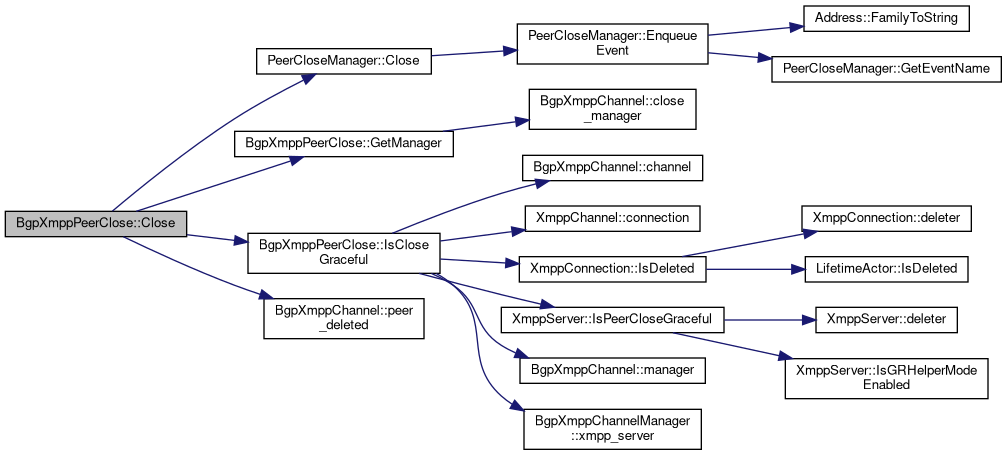 BgpXmppPeerClose::Close
PeerCloseManager::Close
PeerCloseManager::Enqueue
Event
Address::FamilyToString
PeerCloseManager::GetEventName
BgpXmppPeerClose::GetManager
BgpXmppChannel::close
_manager
BgpXmppPeerClose::IsClose
Graceful
BgpXmppChannel::channel
XmppChannel::connection
XmppConnection::IsDeleted
XmppConnection::deleter
LifetimeActor::IsDeleted
XmppServer::IsPeerCloseGraceful
XmppServer::deleter
XmppServer::IsGRHelperMode
Enabled
BgpXmppChannel::manager
BgpXmppChannelManager
::xmpp_server
BgpXmppChannel::peer
_deleted